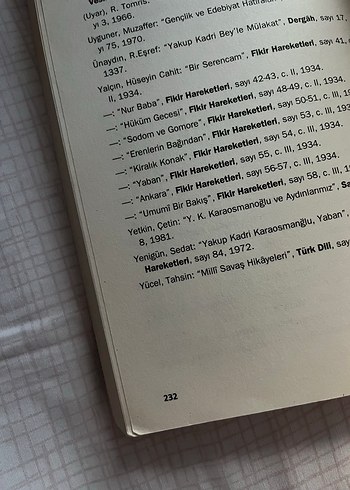 (Uyar), R. Tomris:
yı 3, 1966.
Uyguner, Muzaffer: "Gençlik ve Edebiyat
yı 75, 1970.
Ünaydın, R.Eşref: "Yakup Kadri Bey'le Mülakat", Dergâh, sayı 17,
1337.
Yalçın, Hüseyin Cahit: "Bir Serencam", Fikir Hareketleri, sayı 41,
II, 1934.
—: "Nur Baba", Fikir Hareketleri, sayı 42-43, c. II, 1934.
—: "Hüküm Gecesi", Fikir Hareketleri, sayı 48-49, c. II, 1934.
—: "Sodom ve Gomore", Fikir Hareketleri, sayı 50-51, c. III,
—: "Erenlerin Bağından", Fikir Hareketleri, sayı 53, c. III,
—: "Kiralık Konak", Fikir Hareketleri, sayı 54, c. III, 1934.
—: "Yaban", Fikir Hareketleri, sayı 55, c. III, 1934.
—: "Ankara", Fikir Hareketleri, sayı 56-57, c. III, 1934.
—: "Umumî Bir Bakış", Fikir Hareketleri, sayı 58, c. III,
Yetkin, Çetin: "Y. K. Karaosmanoğlu ve Aydınlarımız",
8, 1981.
Yenigün, Sedat: "Yakup Kadri Karaosmanoğlu, Yaban",
Hareketleri, sayı 84, 1972.
Yücel, Tahsin: "Millî Savaş Hikâyeleri", Türk Dili,
232